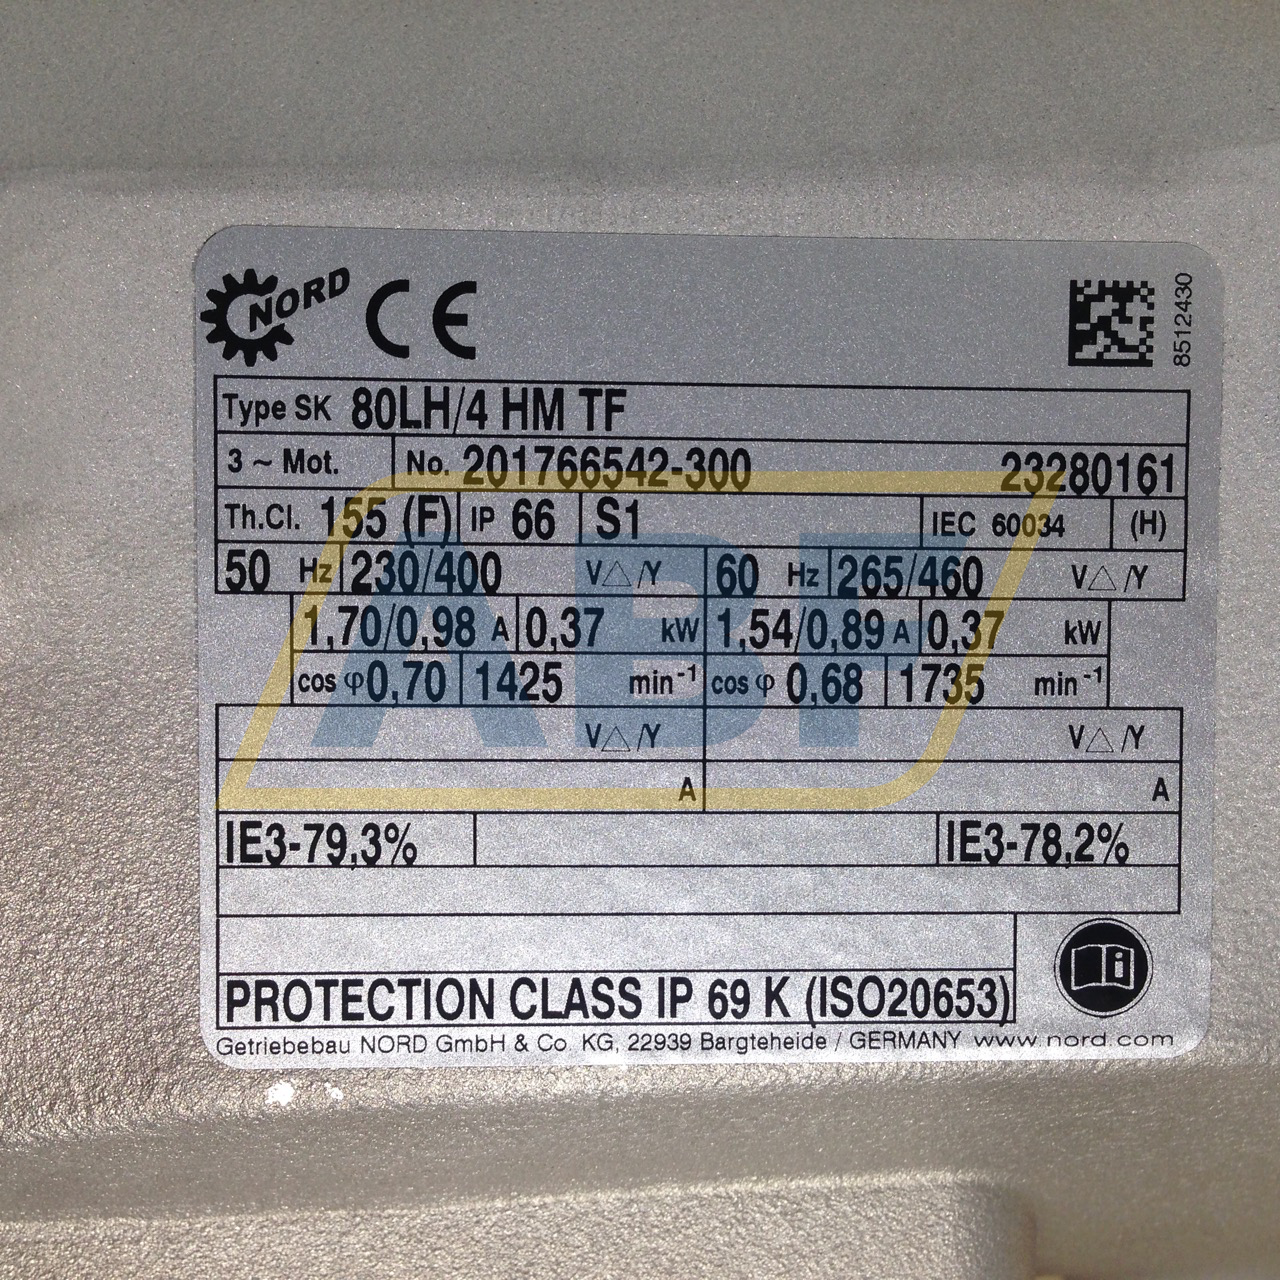 NORD CE
8512430
Type SK 80LH/4 HM TF
3 ~ Mot. No. 201766542-300 23280161
Th.Cl. 155 (F) IP 66 S1 IEC 60034 (H)
50 Hz 230/400 V△/Y 60 Hz 265/460 V△/Y
1,70/0,98 A 0,37 kW 1,54/0,89 A 0,37 kW
cos φ 0,70 1425 min⁻¹ cos φ 0,68 1735 min⁻¹
V△/Y V△/Y
A A
IE3-79,3% IE3-78,2%
PROTECTION CLASS IP 69 K (ISO20653)
Getriebebau NORD GmbH & Co. KG, 22939 Bargteheide / GERMANY www.nord.com
ABF